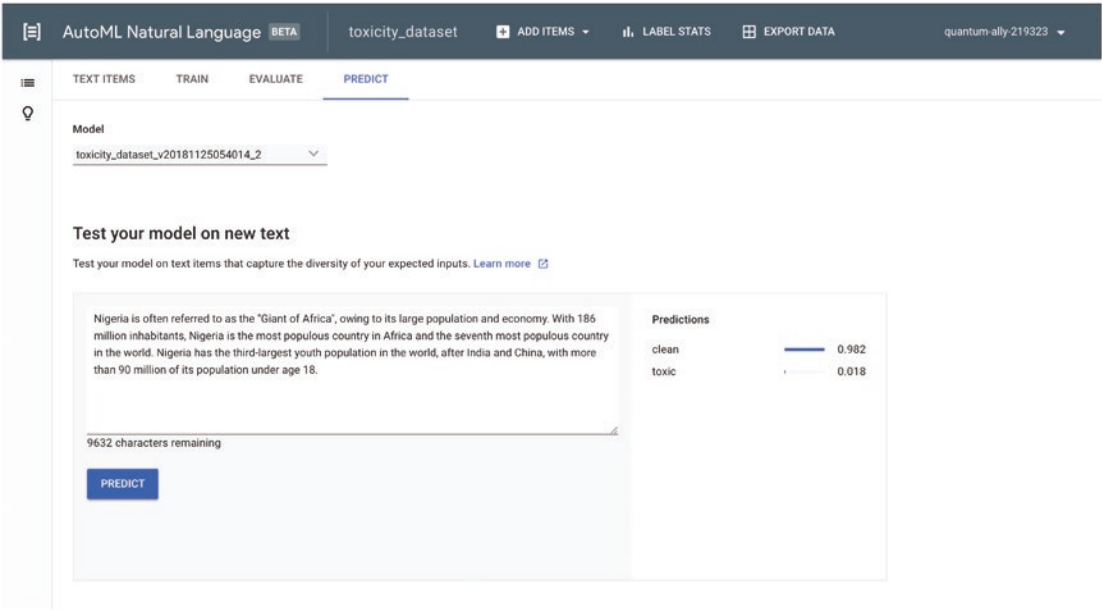 AutoML Natural Language BETA toxicity_dataset ADD ITEMS LABEL STATS EXPORT DATA quantum-ally-219323
TEXT ITEMS TRAIN EVALUATE PREDICT
Model
toxicity_dataset_v20181125054014_2
Test your model on new text
Test your model on text items that capture the diversity of your expected inputs. Learn more
Nigeria is often referred to as the "Giant of Africa", owing to its large population and economy. With 186
million inhabitants, Nigeria is the most populous country in Africa and the seventh most populous country
in the world. Nigeria has the third-largest youth population in the world, after India and China, with more
than 90 million of its population under age 18.
9632 characters remaining
PREDICT
Predictions
clean 0.982
toxic 0.018